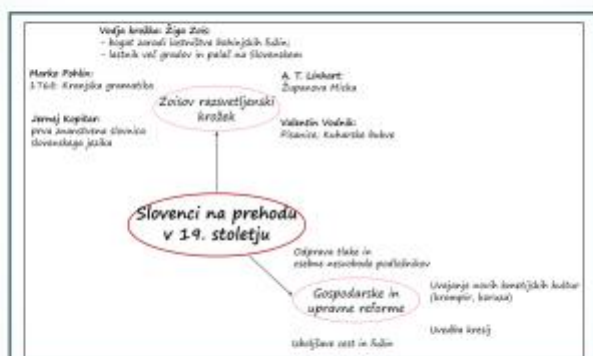 Vodja krožka: Žiga Zois:
- bogat zaradi lastništva bohinjskih fužin;
- lastnik več gradov in palač na Slovenskem
Marko Pohlin:
1768: Kranjska gramatika
A. T. Linhart:
Županova Micka
Zoisov razsvetljenski
krožek
Jernej Kopitar:
prva znanstvena slovnica
slovenskega jezika
Valentin Vodnik:
Pisanice, Kuharske bukve
Slovenci na prehodu
v 19. stoletju
Odprava tlake in
osebne nesvobode podložnikov
Gospodarske in
upravne reforme
Uvajanje novih kmetijskih kultur
(krompir, koruza)
Uvedba kresij
cest in fužin